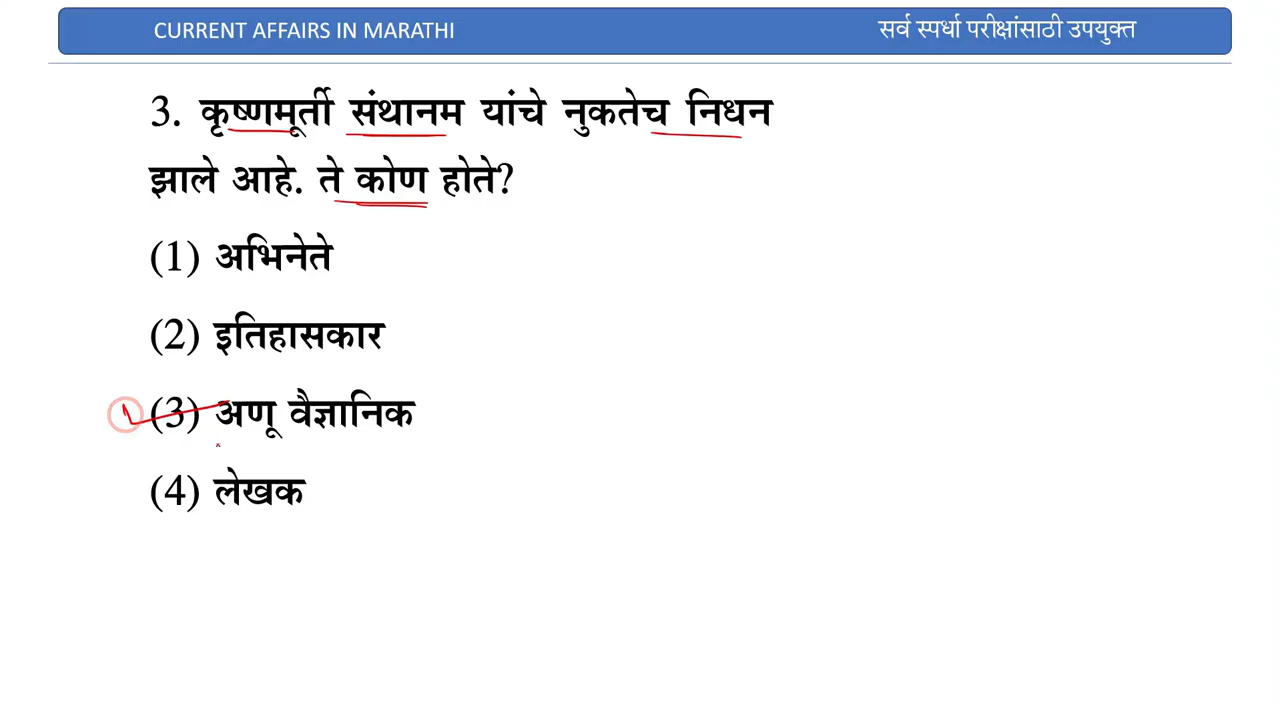 CURRENT AFFAIRS IN MARATHI
सर्व स्पर्धा परीक्षांसाठी उपयुक्त
3. कृष्णमूर्ती संथानम यांचे नुकतेच निधन
झाले आहे. ते कोण होते?
(1) अभिनेते
(2) इतिहासकार
(3) अणू वैज्ञानिक
(4) लेखक